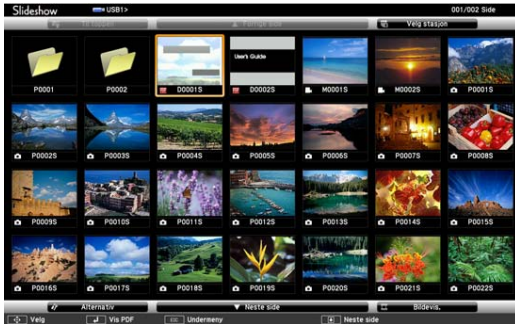 Slideshow USB1> 001/002 Side
Til toppen ▲ Forrige side Velg stasjon
User's Guide
P0001 P0002 D0001S D0002S M0001S M0002S P0001S
P0002S P0003S P0004S P0005S P0006S P0007S P0008S
P0009S P0010S P0011S P0012S P0013S P0014S P0015S
P0016S P0017S P0018S P0019S P0020S P0021S P0022S
Alternativ ▼ Neste side Bildevis.
Velg Vis PDF Undermeny Neste side